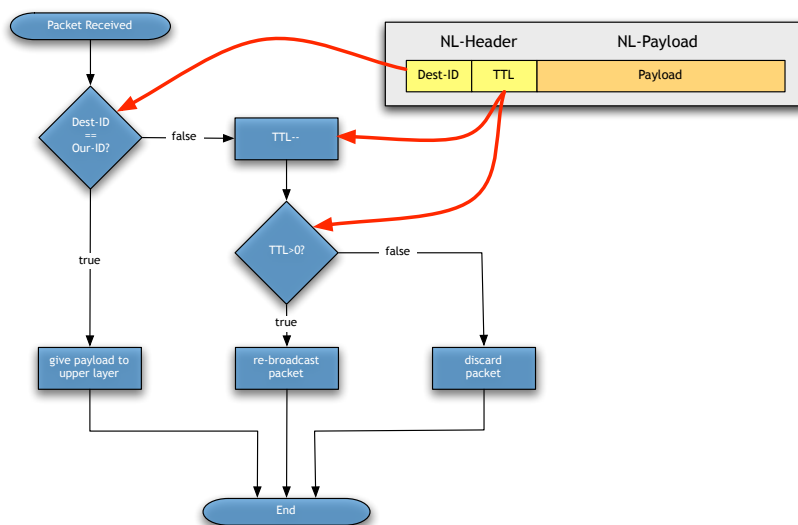 Packet Received
NL-Header
NL-Payload
Dest-ID
TTL
Payload
Dest-ID
==
Our-ID?
false
TTL--
TTL>0?
false
true
true
give payload to
upper layer
re-broadcast
packet
discard
packet
End